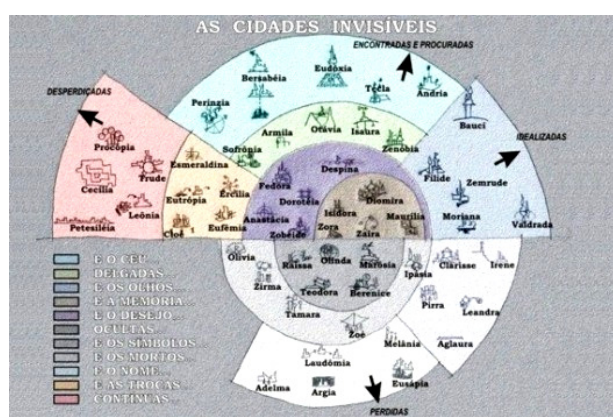 AS CIDADES INVISÍVEIS
ENCONTRADAS E PROCURADAS
DESPERDIÇADAS
IDEALIZADAS
PERDIDAS
Bersabéia
Eudóxia
Tecla
Ândria
Perínzia
Sofrônia
Armila
Otávia
Isaura
Zenóbia
Bauci
Procópia
Cecília
Prude
Leônia
Petesiléia
Esmeraldina
Eutrópia
Ercília
Cloé
Eufêmia
Despina
Fedora
Dorotéia
Anastácia
Zobeide
Diomira
Isidora
Maurília
Zora
Zaíra
Fílide
Zemrude
Moriana
Valdrada
Olívia
Zirma
Tamara
Zoé
Ipásia
Raíssa
Olinda
Marósia
Teodora
Berenice
Clarisse
Irene
Pirra
Leandra
Aglaura
Melânia
Laudômia
Adelma
Argia
Eusápia
E O CÉU...
DELGADAS...
E OS OLHOS...
E A MEMÓRIA...
E O DESEJO...
OCULTAS...
E OS SÍMBOLOS...
E OS MORTOS...
E O NOME...
E AS TROCAS...
CONTÍNUAS...